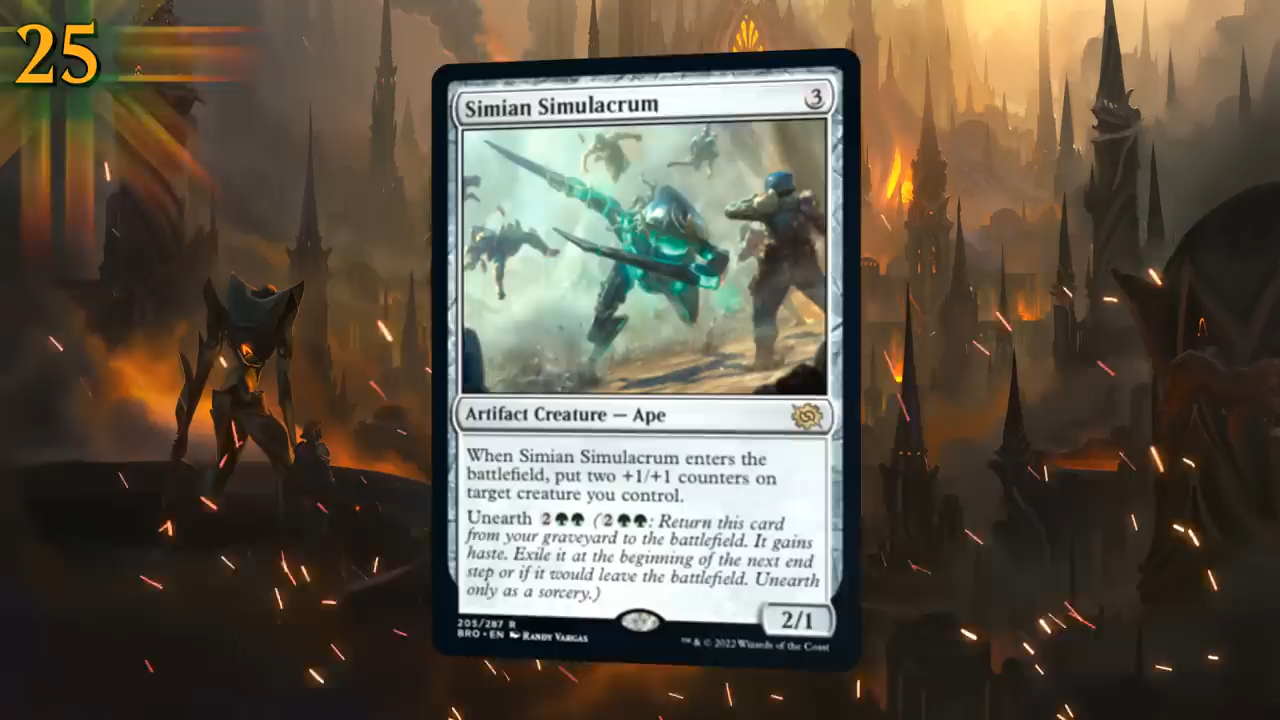 25
Simian Simulacrum 3
Artifact Creature — Ape
When Simian Simulacrum enters the
battlefield, put two +1/+1 counters on
target creature you control.
Unearth 2 (2: Return this card
from your graveyard to the battlefield. It gains
haste. Exile it at the beginning of the next end
step or if it would leave the battlefield. Unearth
only as a sorcery.)
2/1
205/287 R
BRO • EN Randy Vargas
™ & © 2022 Wizards of the Coast